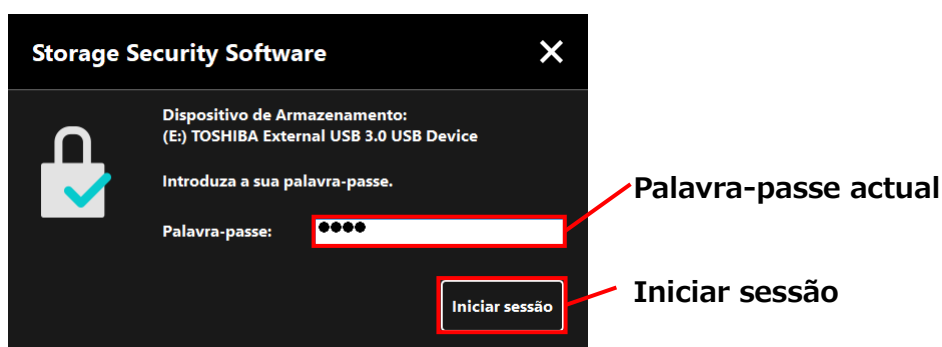 Storage Security Software
Dispositivo de Armazenamento:
(E:) TOSHIBA External USB 3.0 USB Device
Introduza a sua palavra-passe.
Palavra-passe actual
Palavra-passe:
Iniciar sessão
Iniciar sessão